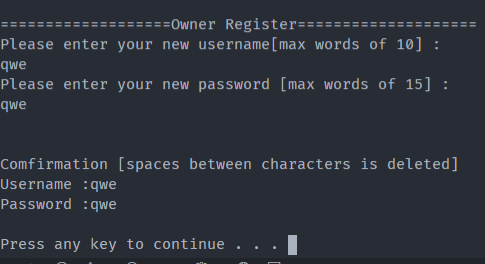 ===================Owner Register====================
Please enter your new username[max words of 10] :
qwe
Please enter your new password [max words of 15] :
qwe
Comfirmation [spaces between characters is deleted]
Username :qwe
Password :qwe
Press any key to continue . . .